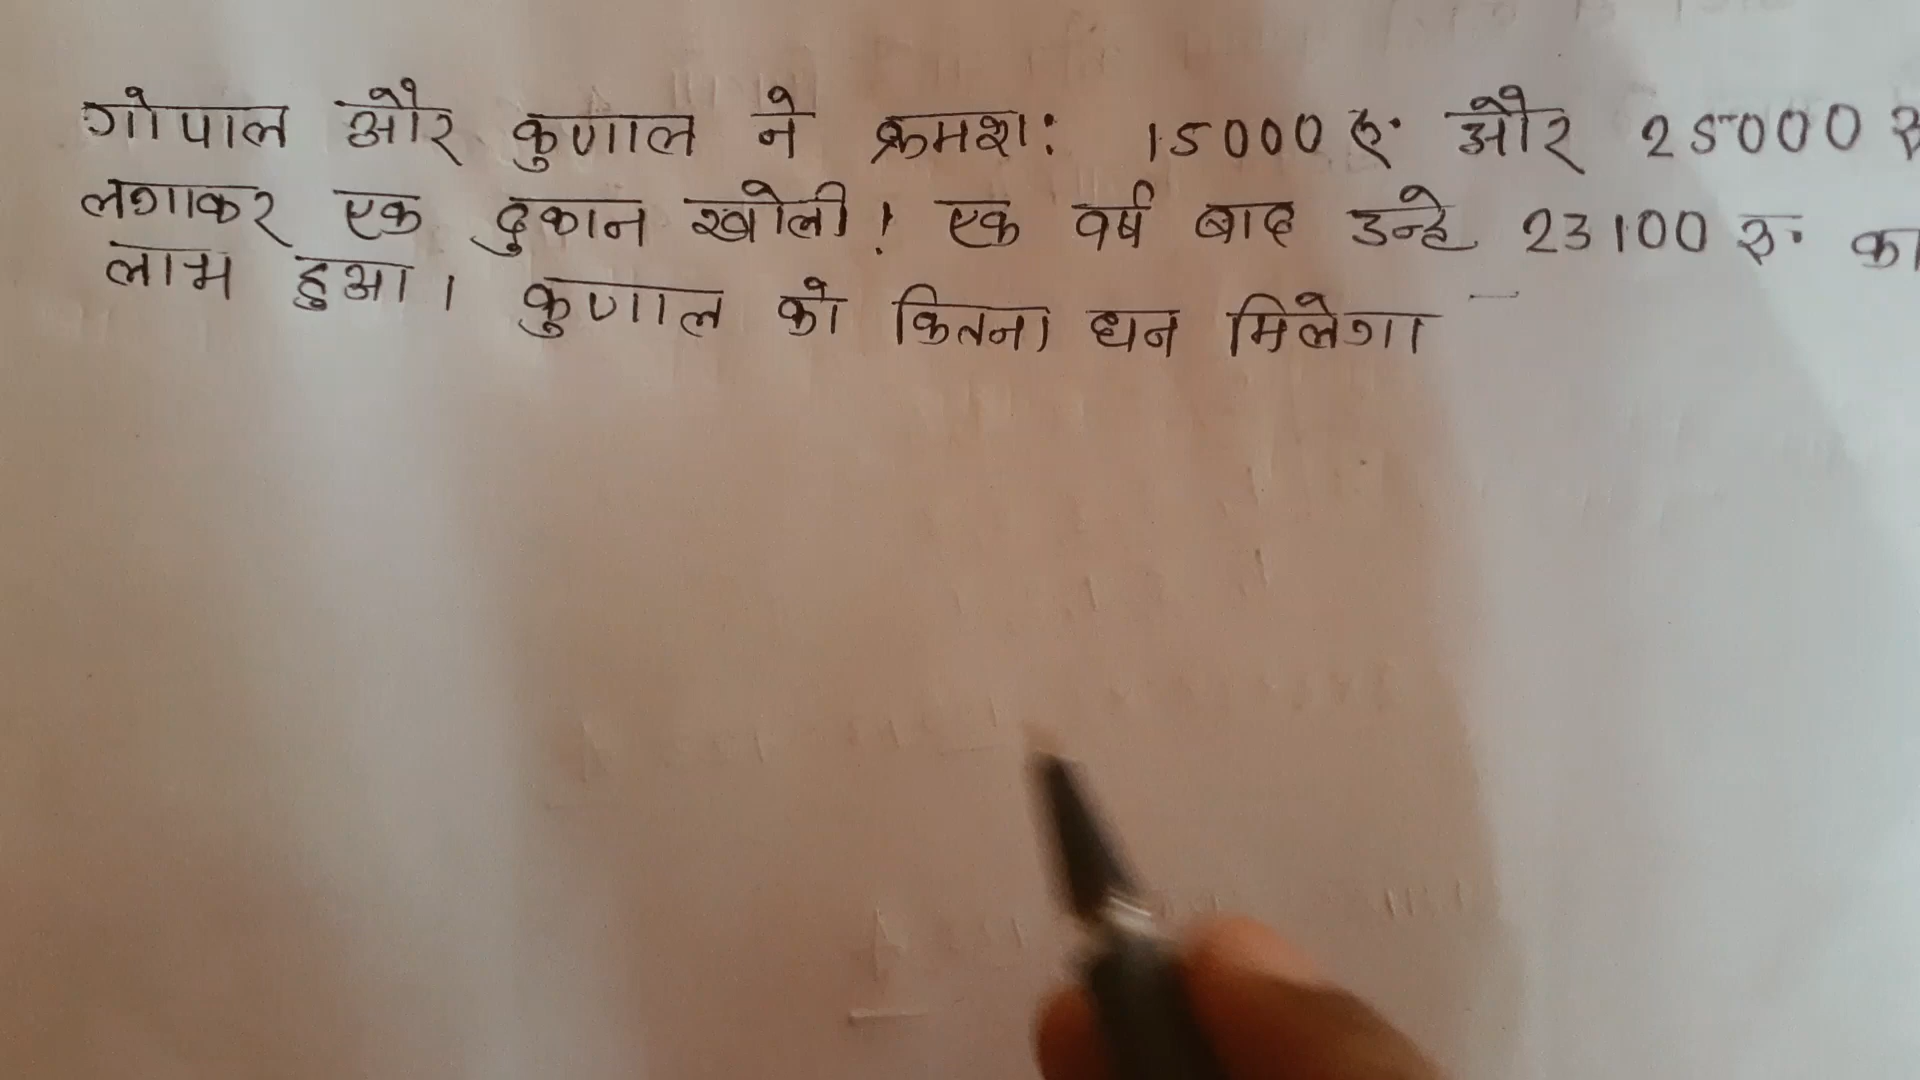 गोपाल और कुणाल ने क्रमशः 15000 रु. और 25000 रु
लगाकर एक दुकान खोली। एक वर्ष बाद उन्हे 23100 रु. का
लाभ हुआ। कुणाल को कितना धन मिलेगा